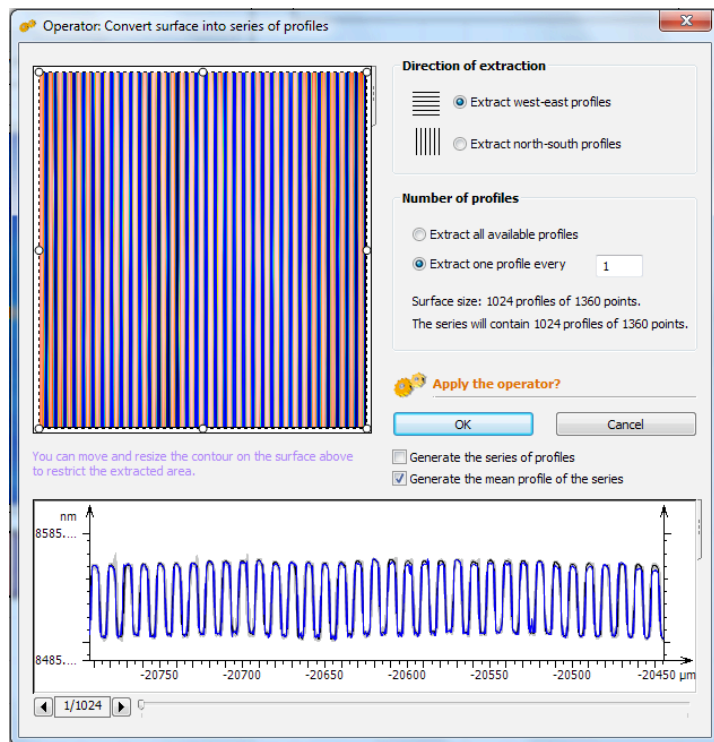 Operator: Convert surface into series of profiles
Direction of extraction
Extract west-east profiles
Extract north-south profiles
Number of profiles
Extract all available profiles
Extract one profile every 1
Surface size: 1024 profiles of 1360 points.
The series will contain 1024 profiles of 1360 points.
Apply the operator?
OK Cancel
You can move and resize the contour on the surface above
to restrict the extracted area.
Generate the series of profiles
Generate the mean profile of the series
nm
8585....
8485....
-20750 -20700 -20650 -20600 -20550 -20500 -20450 µm
1/1024